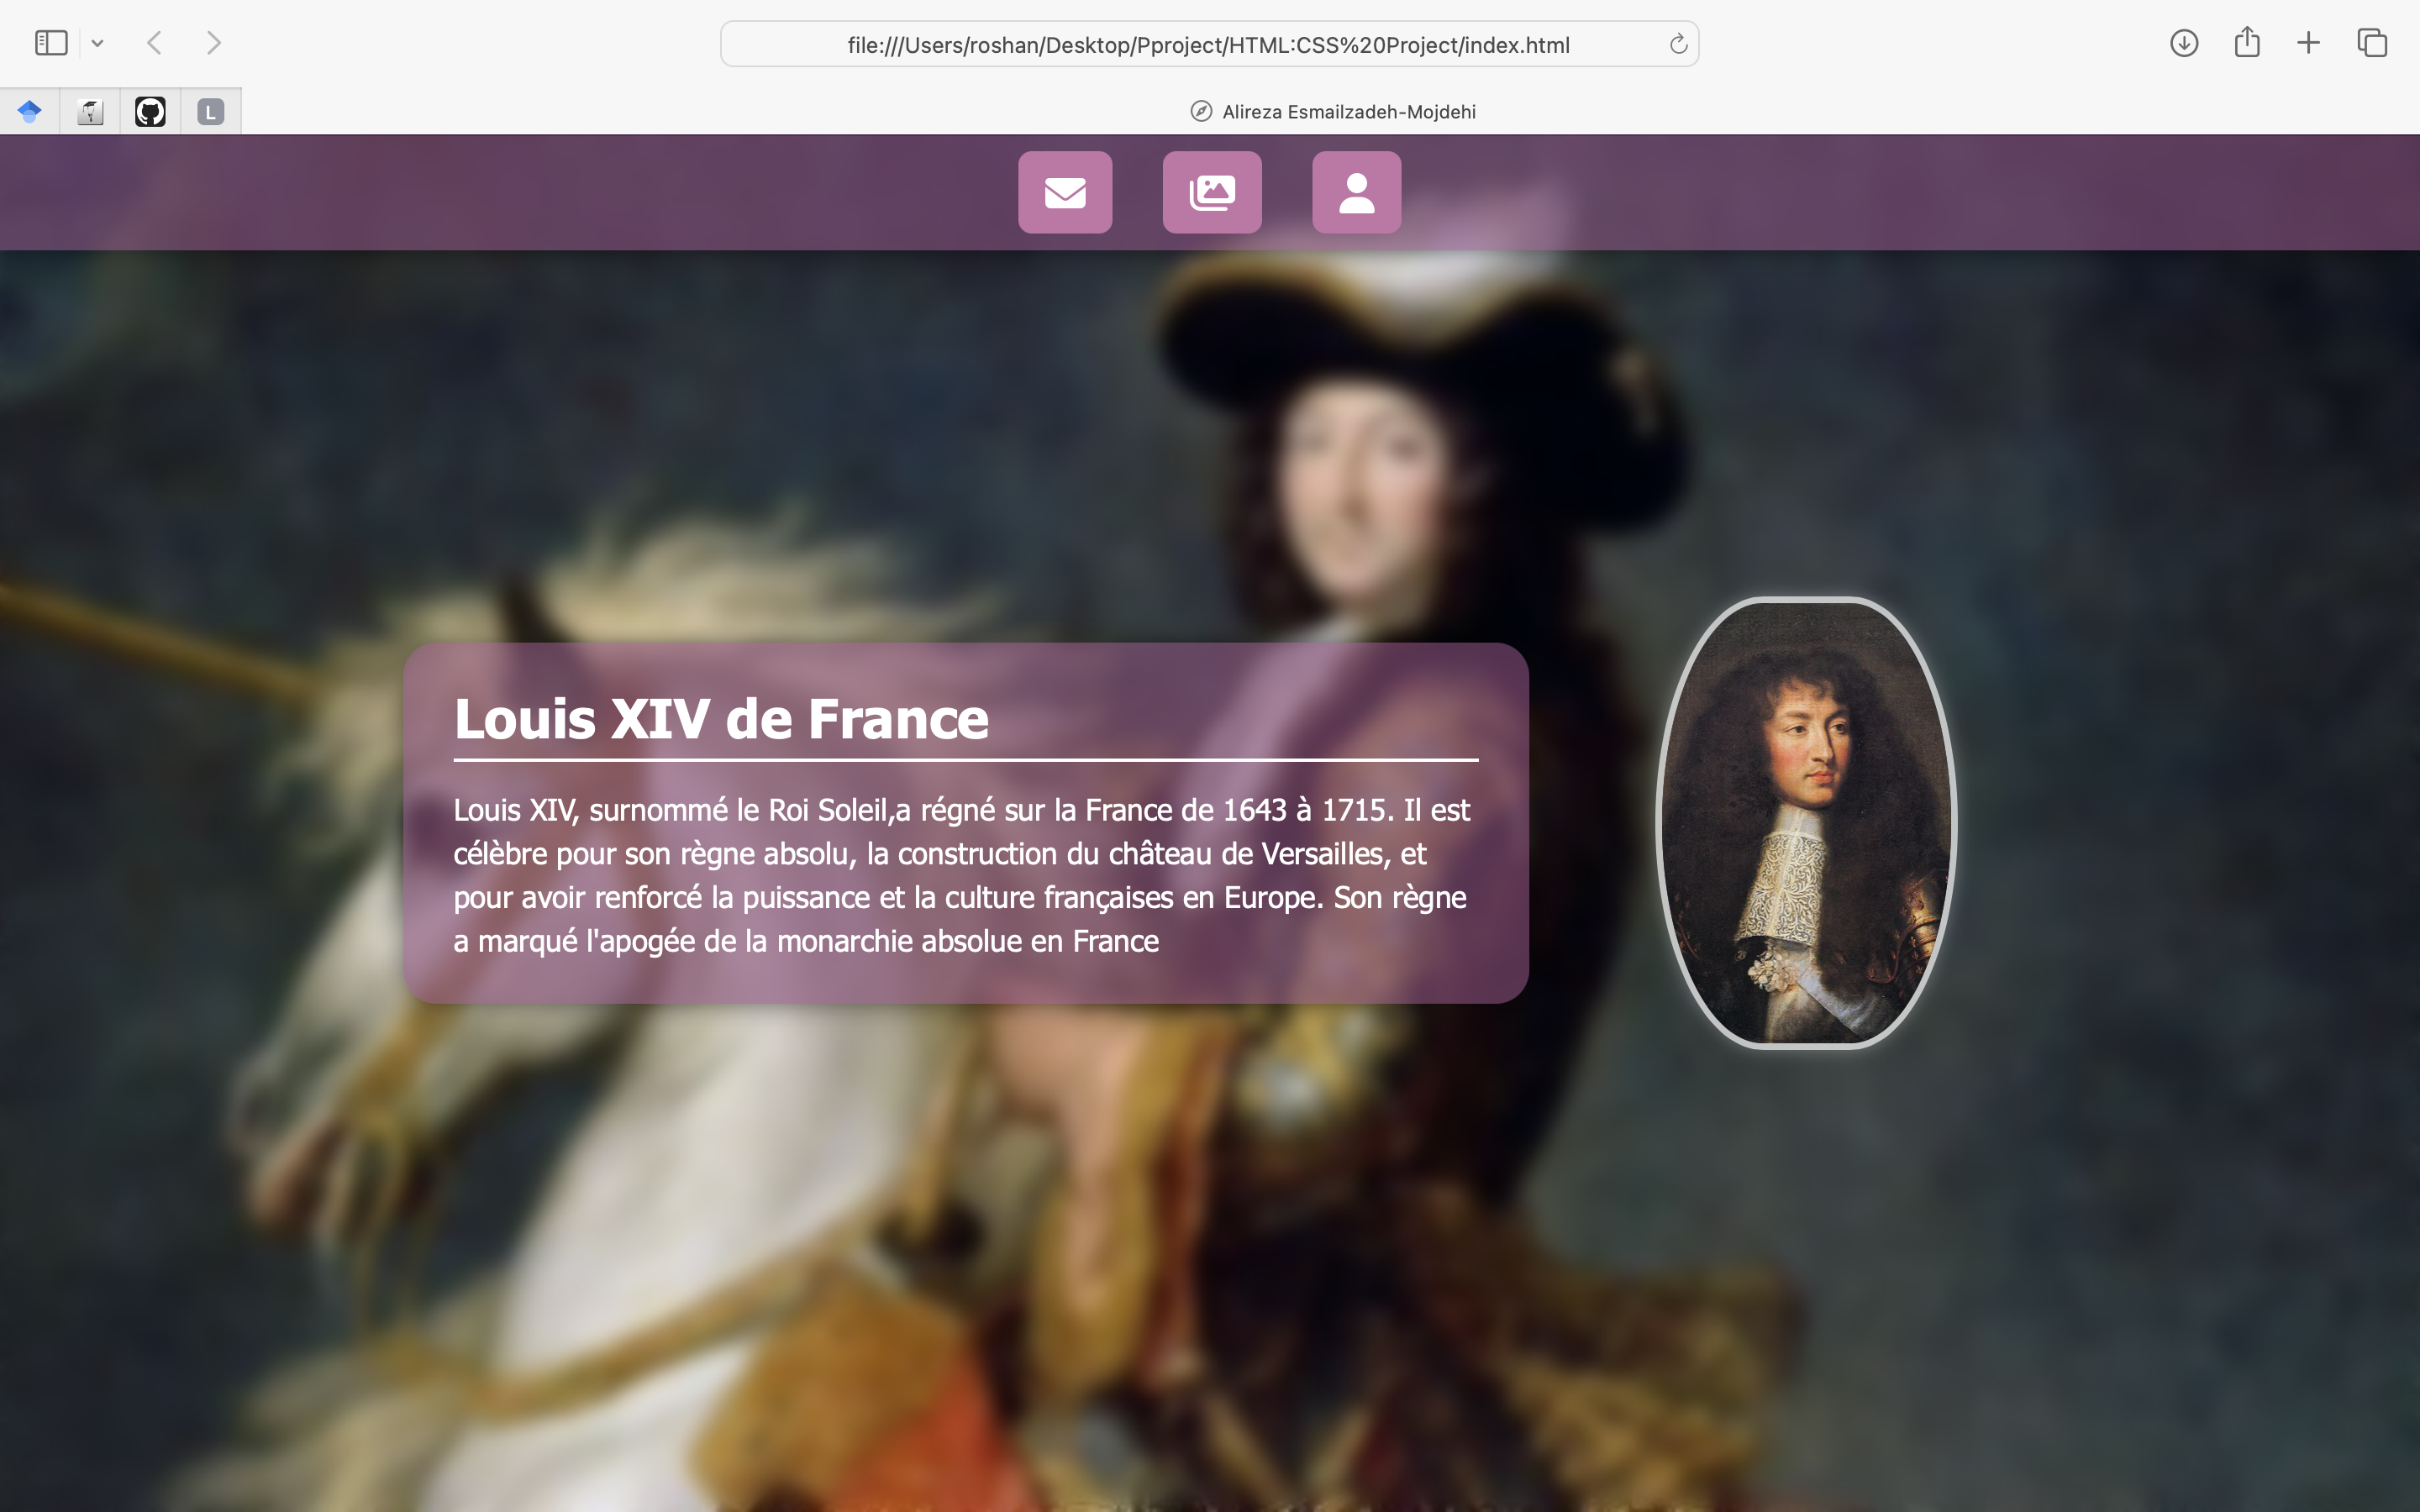 file:///Users/roshan/Desktop/Pproject/HTML:CSS%20Project/index.html
L
Alireza Esmailzadeh-Mojdehi
Louis XIV de France
Louis XIV, surnommé le Roi Soleil,a régné sur la France de 1643 à 1715. Il est
célèbre pour son règne absolu, la construction du château de Versailles, et
pour avoir renforcé la puissance et la culture françaises en Europe. Son règne
a marqué l'apogée de la monarchie absolue en France